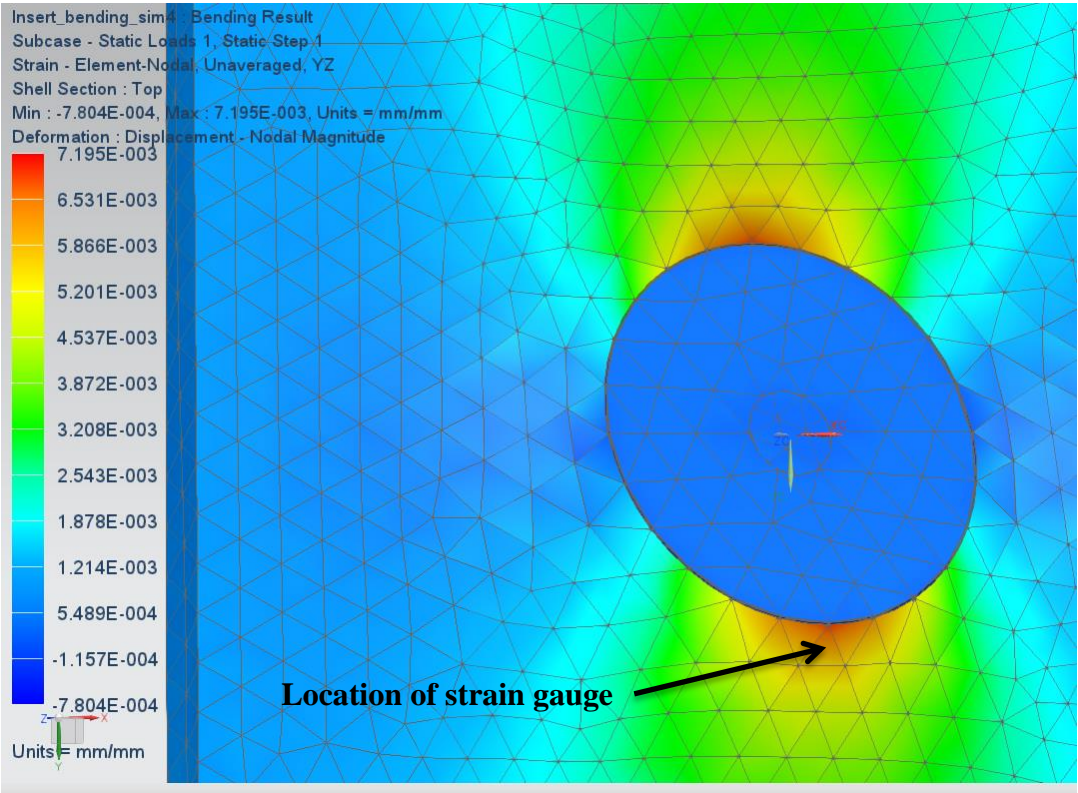 Insert_bending_sim4 : Bending Result
Subcase - Static Loads 1, Static Step 1
Strain - Element-Nodal, Unaveraged, YZ
Shell Section : Top
Min : -7.804E-004, Max : 7.195E-003, Units = mm/mm
Deformation : Displacement - Nodal Magnitude
7.195E-003
6.531E-003
5.866E-003
5.201E-003
4.537E-003
3.872E-003
3.208E-003
2.543E-003
1.878E-003
1.214E-003
5.489E-004
-1.157E-004
-7.804E-004
Units = mm/mm
Z
X
Y
ZC
Location of strain gauge